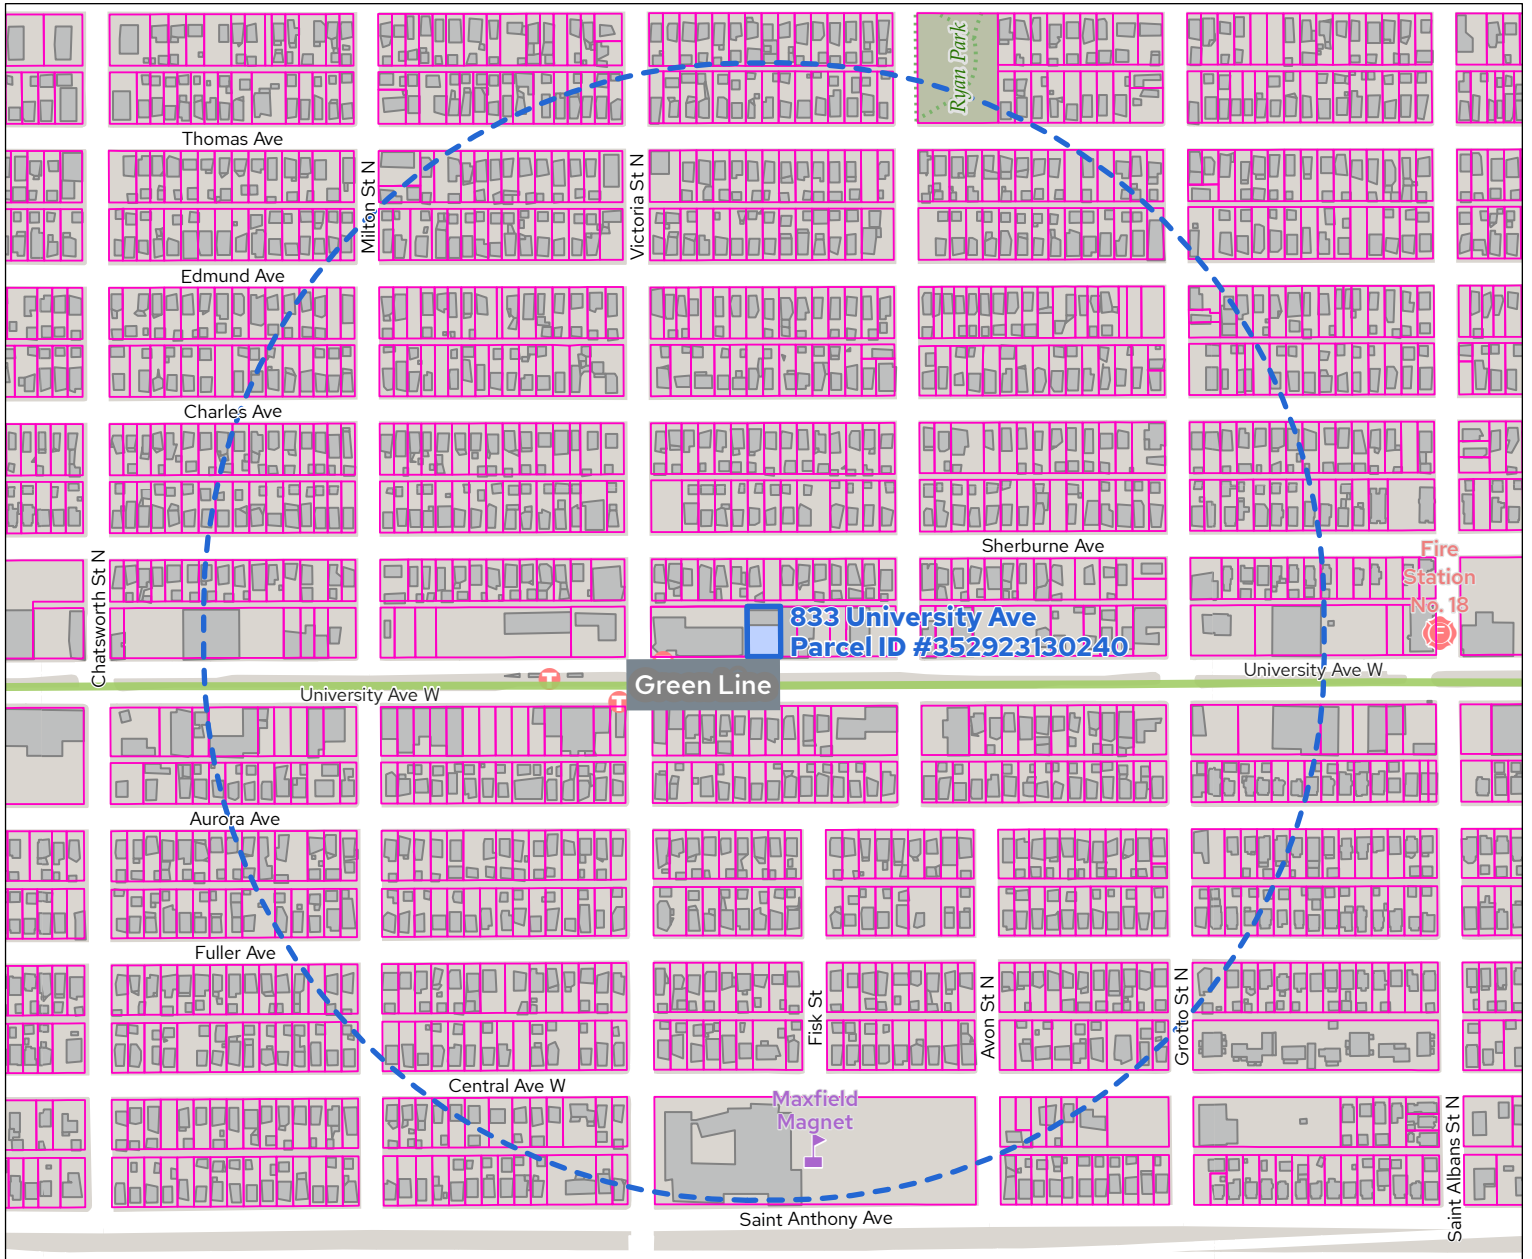 Ryan Park
Thomas Ave
Milton St N
Victoria St N
Edmund Ave
Charles Ave
Sherburne Ave
Fire
Station
No. 18
Chatsworth St N
833 University Ave
Parcel ID #352923130240
University Ave W
T
Green Line
University Ave W
T
Aurora Ave
Fuller Ave
Fisk St
Avon St N
Grotto St N
Central Ave W
Maxfield
Magnet
Saint Albans St N
Saint Anthony Ave